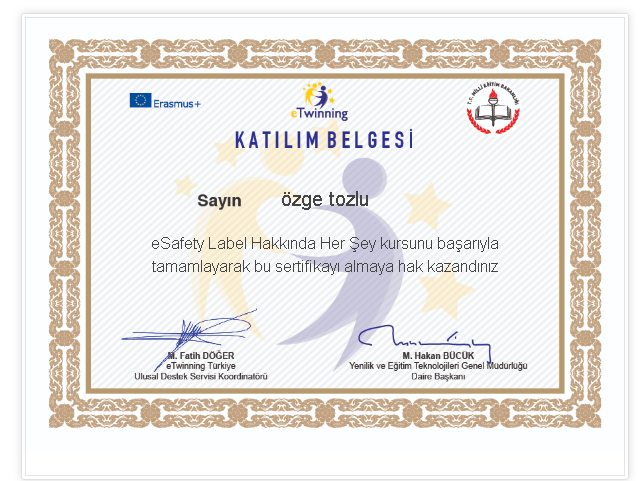 Erasmus+
eTwinning
T.C. MİLLÎ EĞİTİM BAKANLIĞI
KATILIM BELGESİ
Sayın özge tozlu
eSafety Label Hakkında Her Şey kursunu başarıyla
tamamlayarak bu sertifikayı almaya hak kazandınız
M. Fatih DÖĞER
eTwinning Türkiye
Ulusal Destek Servisi Koordinatörü
M. Hakan BÜCÜK
Yenilik ve Eğitim Teknolojileri Genel Müdürlüğü
Daire Başkanı